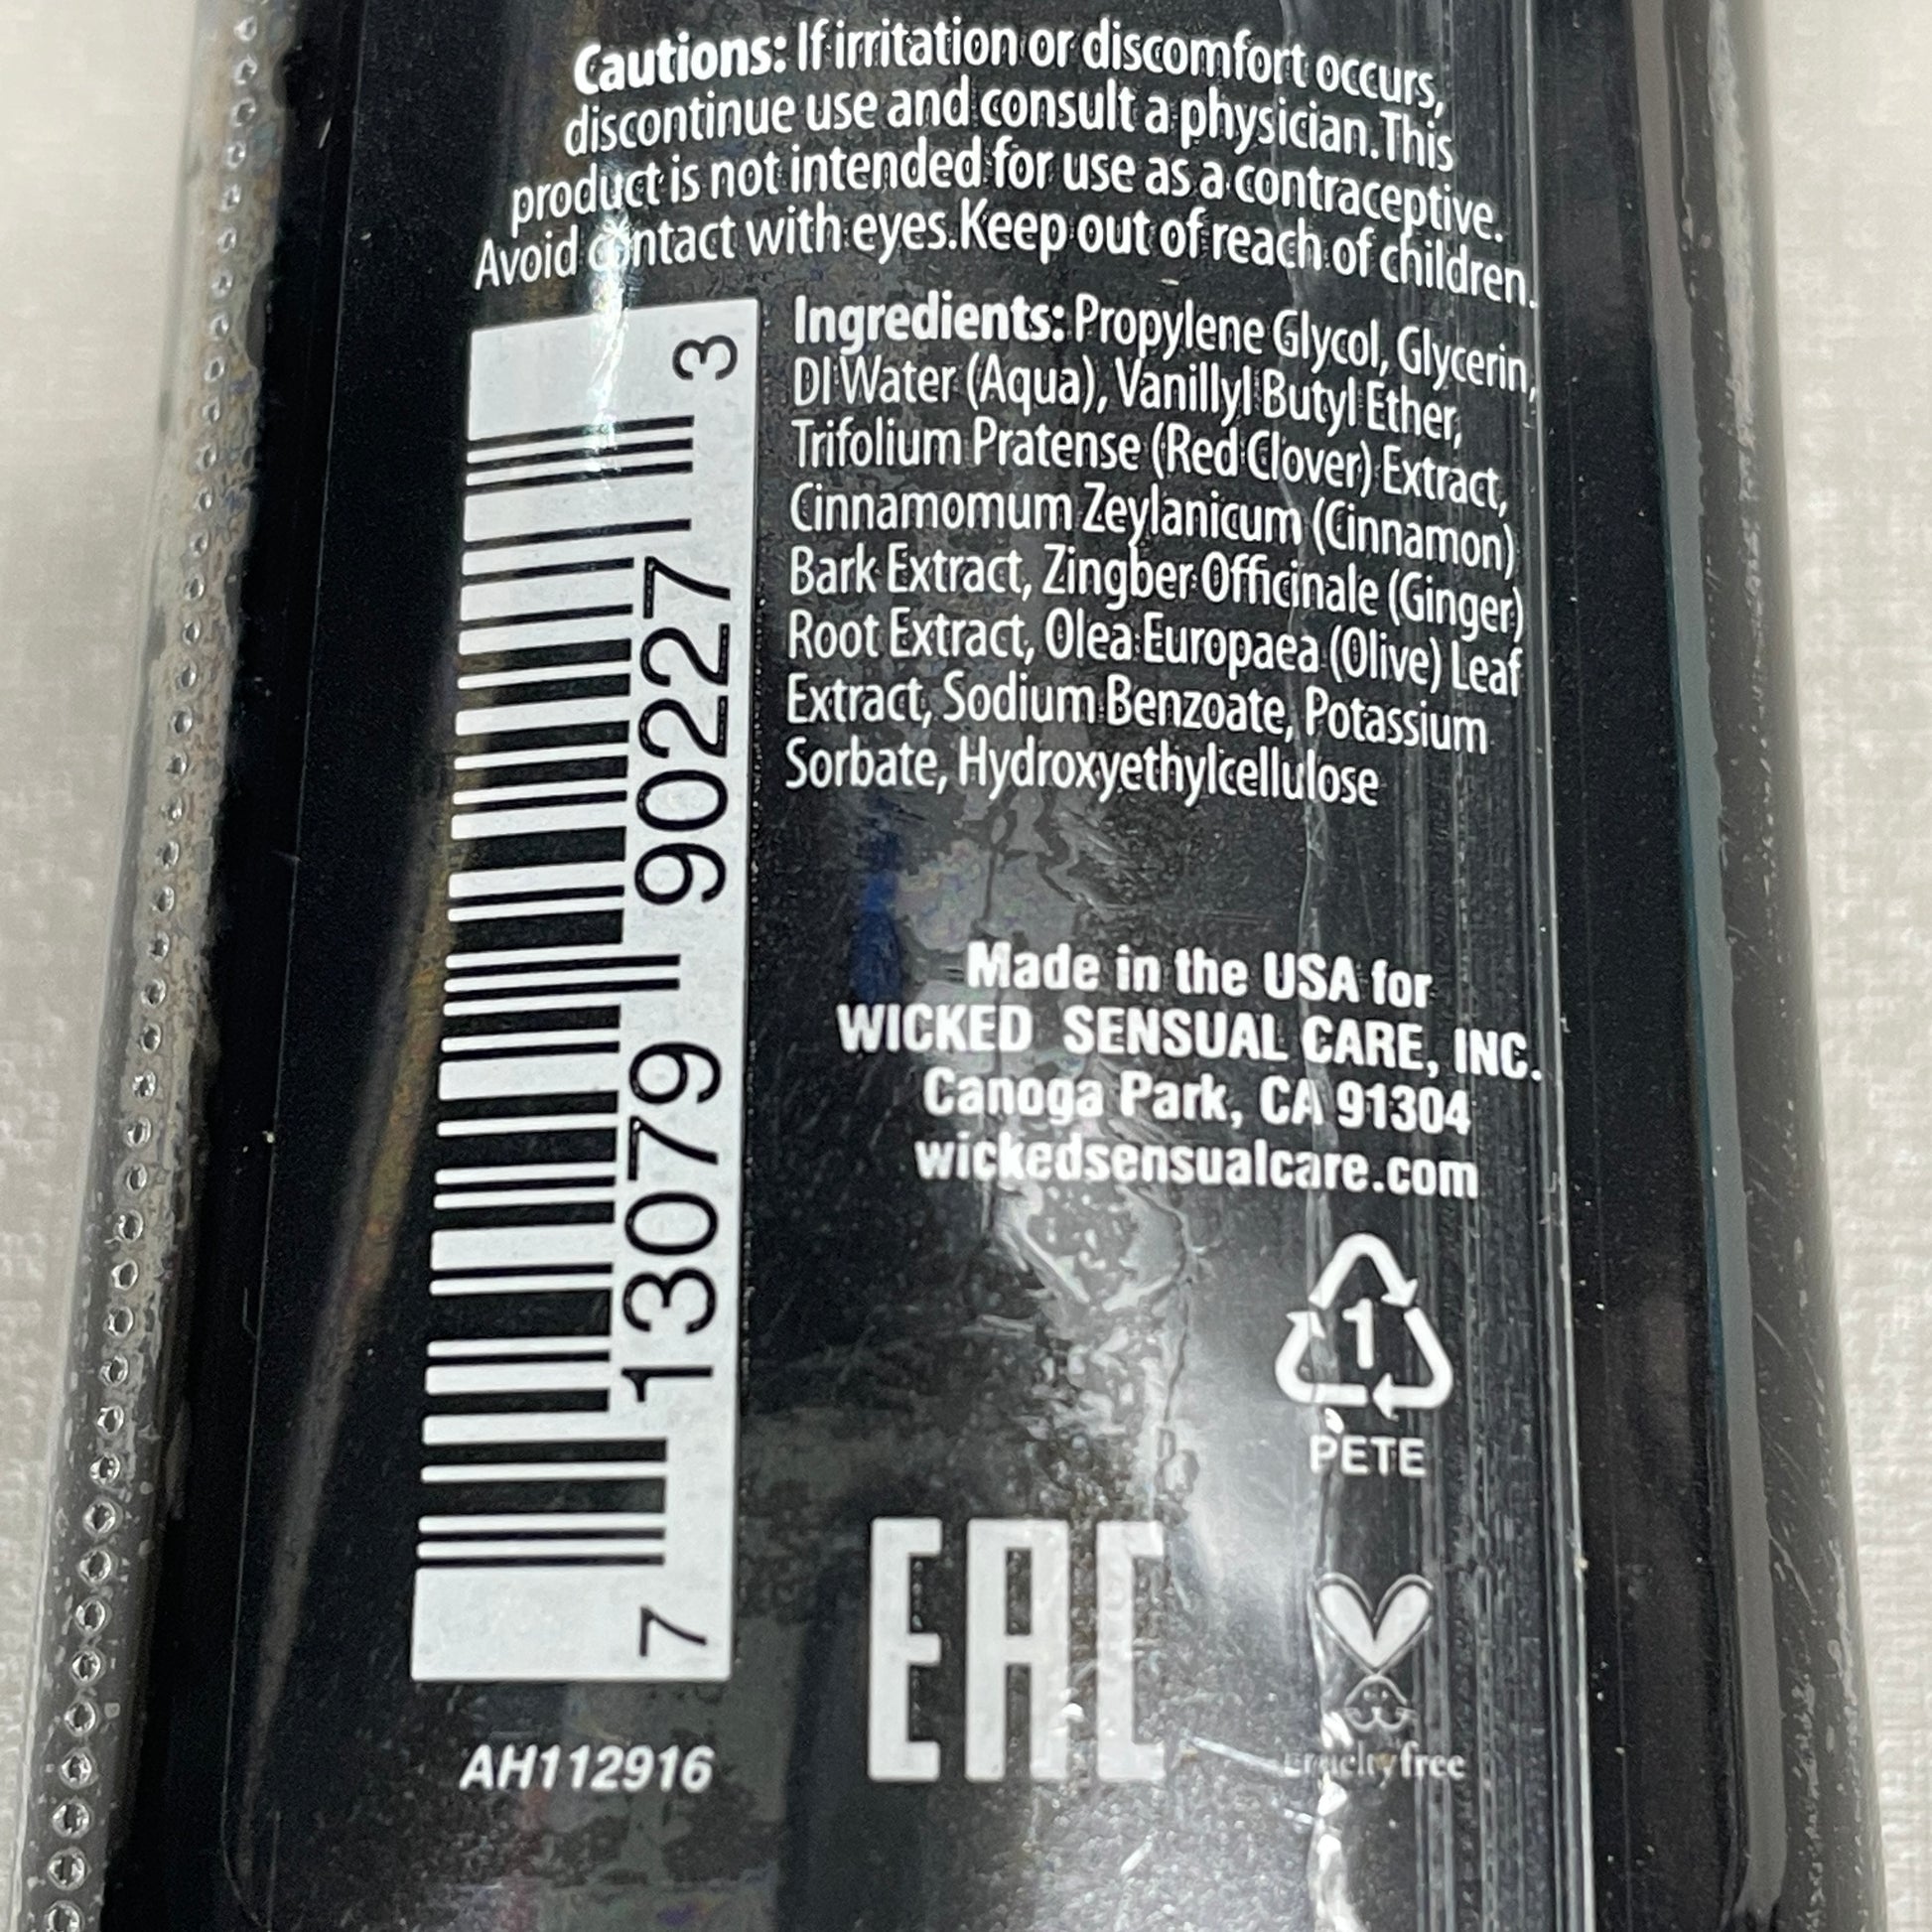 Cautions: If irritation or discomfort occurs,
discontinue use and consult a physician.This
product is not intended for use as a contraceptive.
Avoid contact with eyes.Keep out of reach of children.
Ingredients: Propylene Glycol, Glycerin,
DI Water (Aqua), Vanillyl Butyl Ether,
Trifolium Pratense (Red Clover) Extract,
Cinnamomum Zeylanicum (Cinnamon)
Bark Extract, Zingber Officinale (Ginger)
Root Extract, Olea Europaea (Olive) Leaf
Extract, Sodium Benzoate, Potassium
Sorbate, Hydroxyethylcellulose
7 13079 90227 3
Made in the USA for
WICKED SENSUAL CARE, INC.
Canoga Park, CA 91304
wickedsensualcare.com
1
PETE
EAC
cruelty free
AH112916